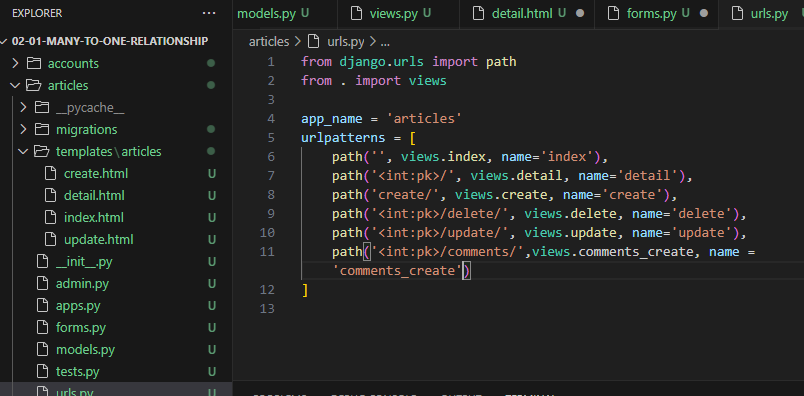 EXPLORER
...
02-01-MANY-TO-ONE-RELATIONSHIP
accounts
articles
__pycache__
migrations
templates\articles
create.html U
detail.html U
index.html U
update.html U
__init__.py U
admin.py U
apps.py U
forms.py U
models.py U
tests.py U
urls.py U
models.py U
views.py U
detail.html U
forms.py U
urls.py U
articles > urls.py > ...
1 from django.urls import path
2 from . import views
3
4 app_name = 'articles'
5 urlpatterns = [
6 path('', views.index, name='index'),
7 path('<int:pk>/', views.detail, name='detail'),
8 path('create/', views.create, name='create'),
9 path('<int:pk>/delete/', views.delete, name='delete'),
10 path('<int:pk>/update/', views.update, name='update'),
11 path('<int:pk>/comments/',views.comments_create, name =
'comments_create')
12 ]
13